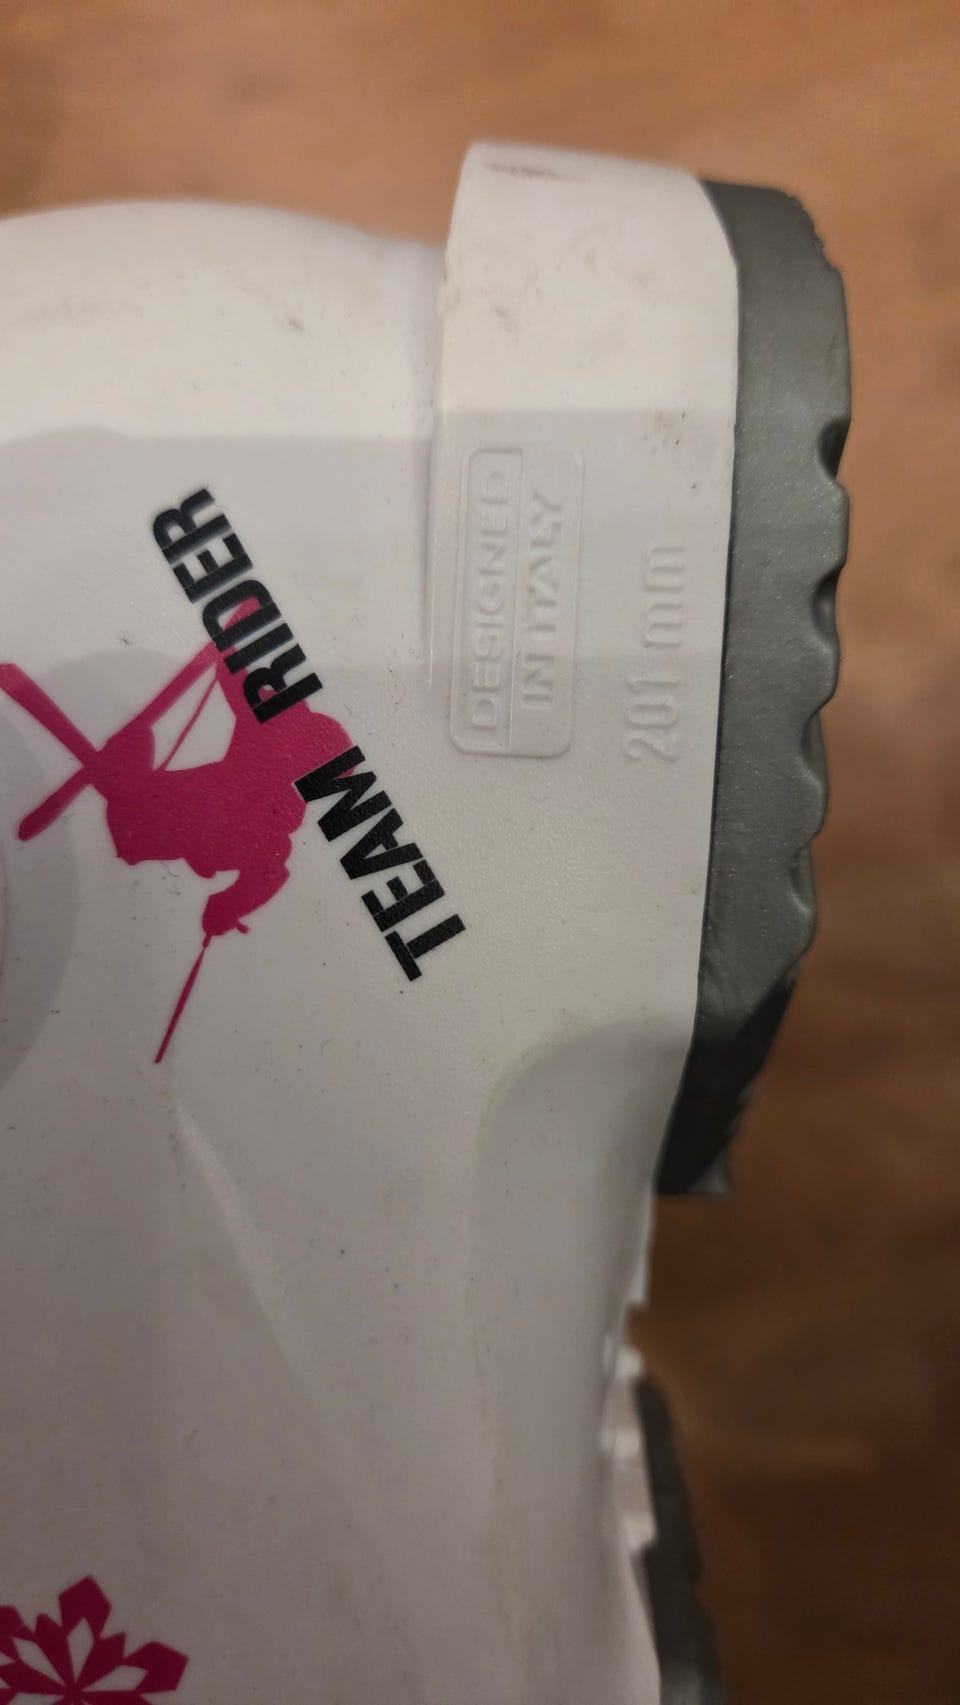 TEAM RIDER
DESIGNED
IN ITALY
201 mm